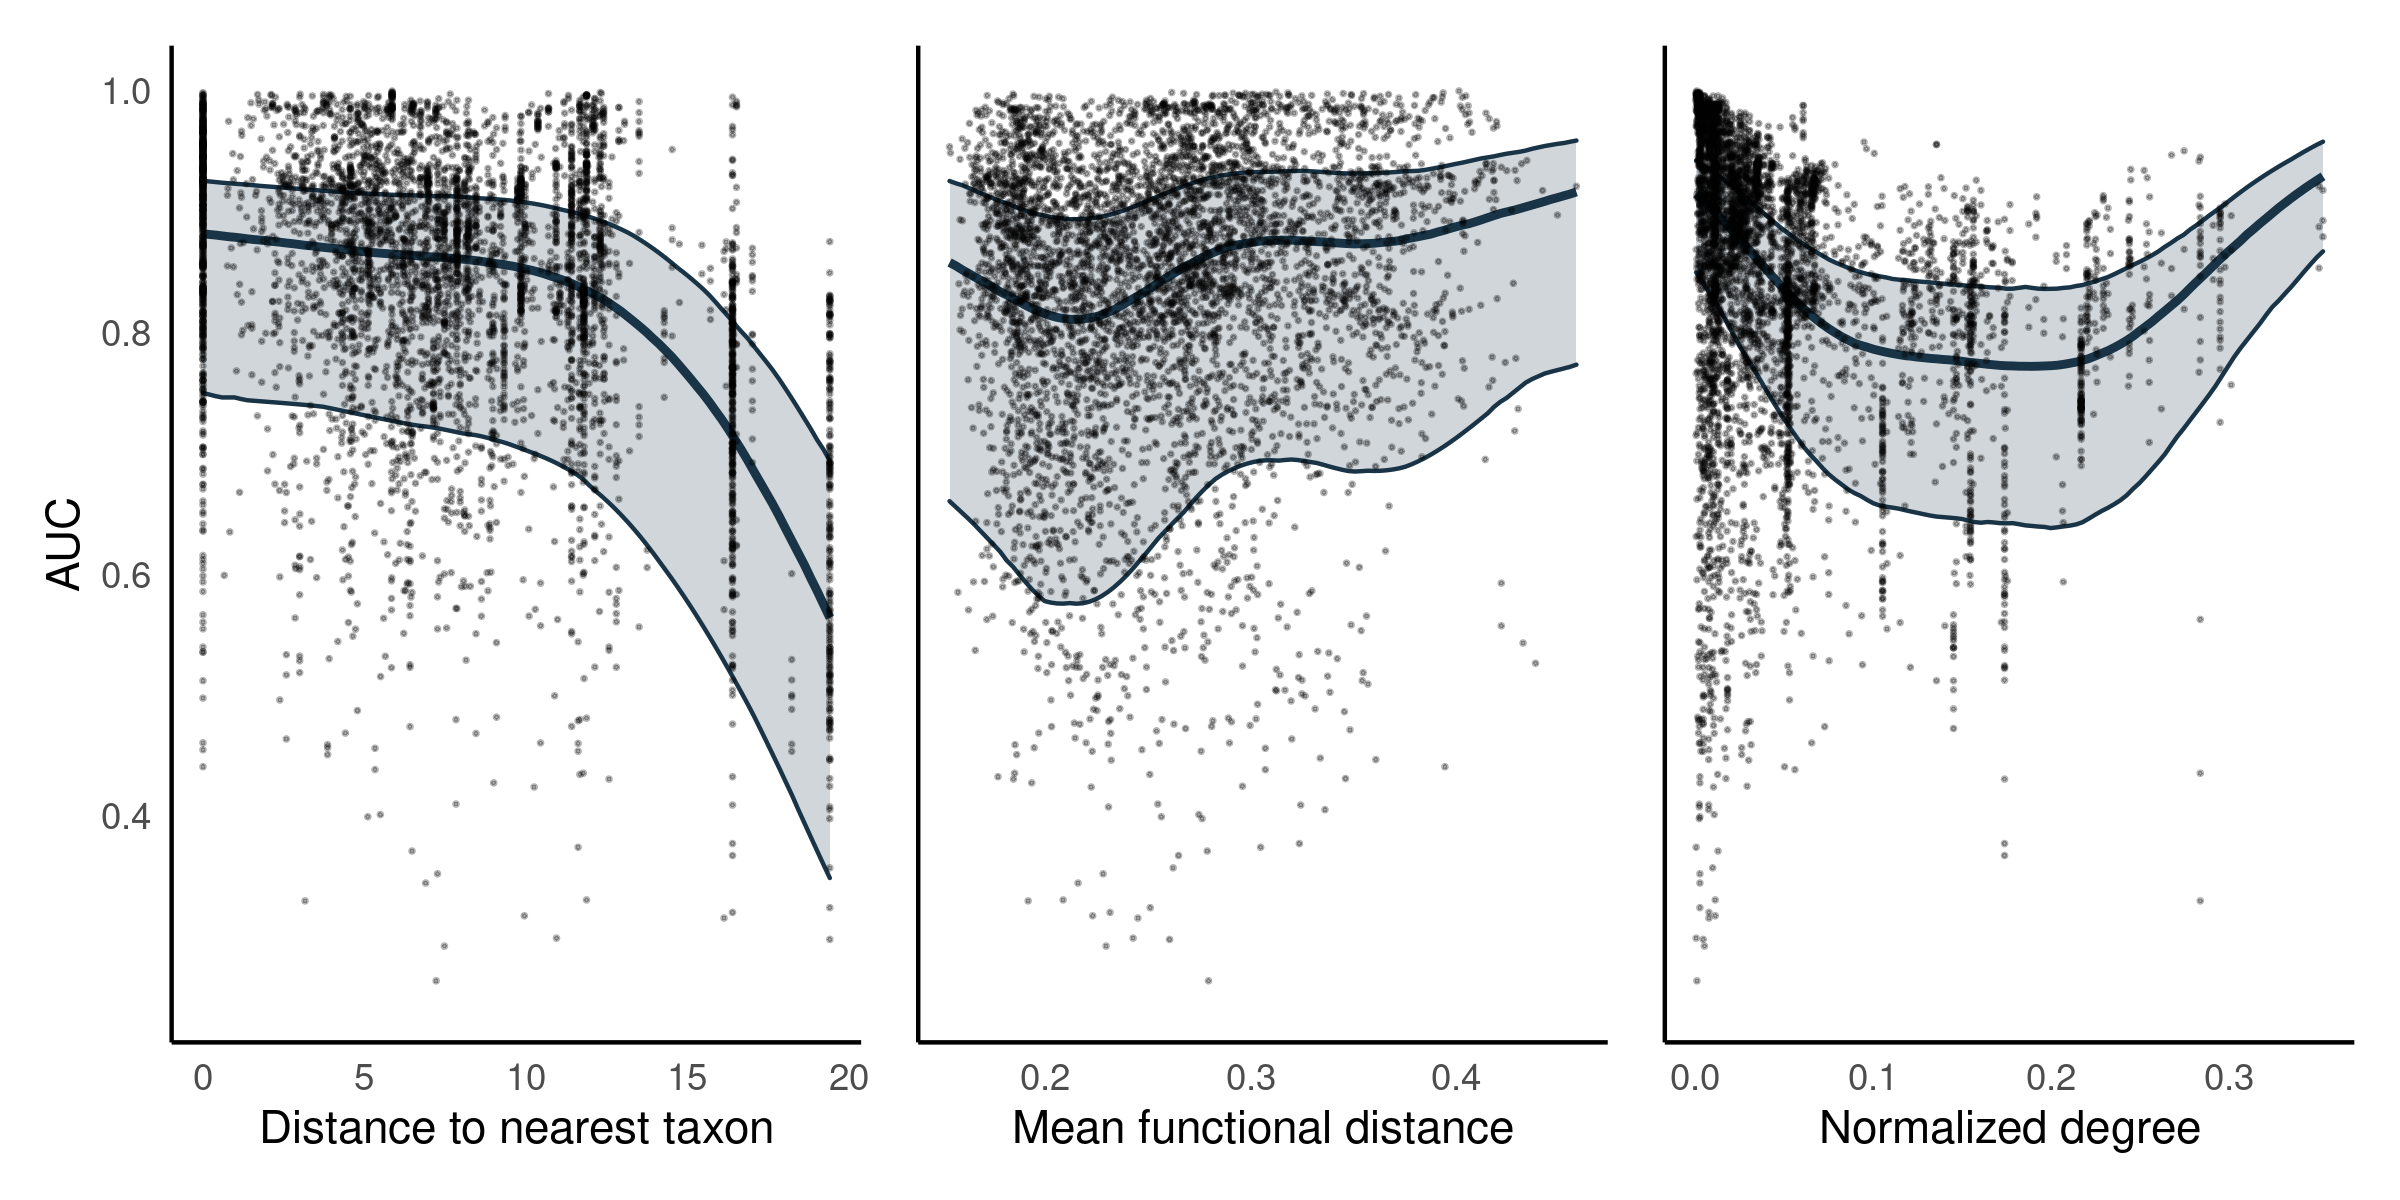 AUC
1.0
0.8
0.6
0.4
0 5 10 15 20
0.2 0.3 0.4
0.0 0.1 0.2 0.3
Distance to nearest taxon
Mean functional distance
Normalized degree